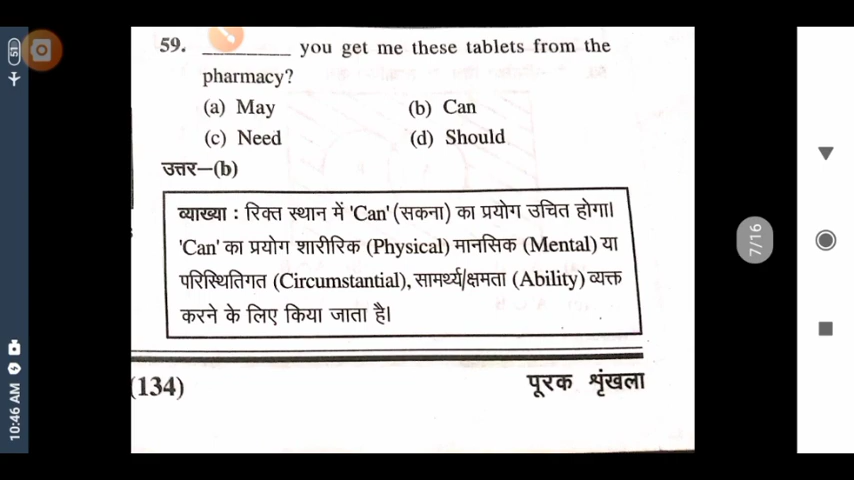 59. ________ you get me these tablets from the
pharmacy?
(a) May (b) Can
(c) Need (d) Should
उत्तर–(b)
व्याख्या : रिक्त स्थान में 'Can' (सकना) का प्रयोग उचित होगा।
'Can' का प्रयोग शारीरिक (Physical) मानसिक (Mental) या
परिस्थितिगत (Circumstantial), सामर्थ्य/क्षमता (Ability) व्यक्त
करने के लिए किया जाता है।
(134) पूरक शृंखला
7/16
10:46 AM
51